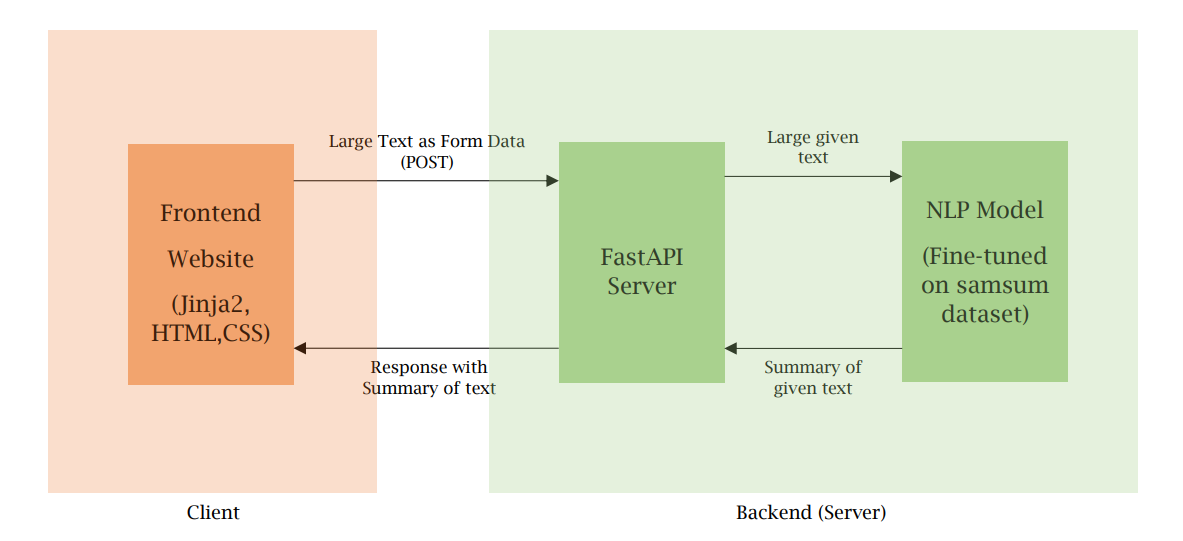 Large Text as Form Data
(POST)
Large given
text
Frontend
Website
(Jinja2,
HTML,CSS)
FastAPI
Server
NLP Model
(Fine-tuned
on samsum
dataset)
Response with
Summary of text
Summary of
given text
Client
Backend (Server)